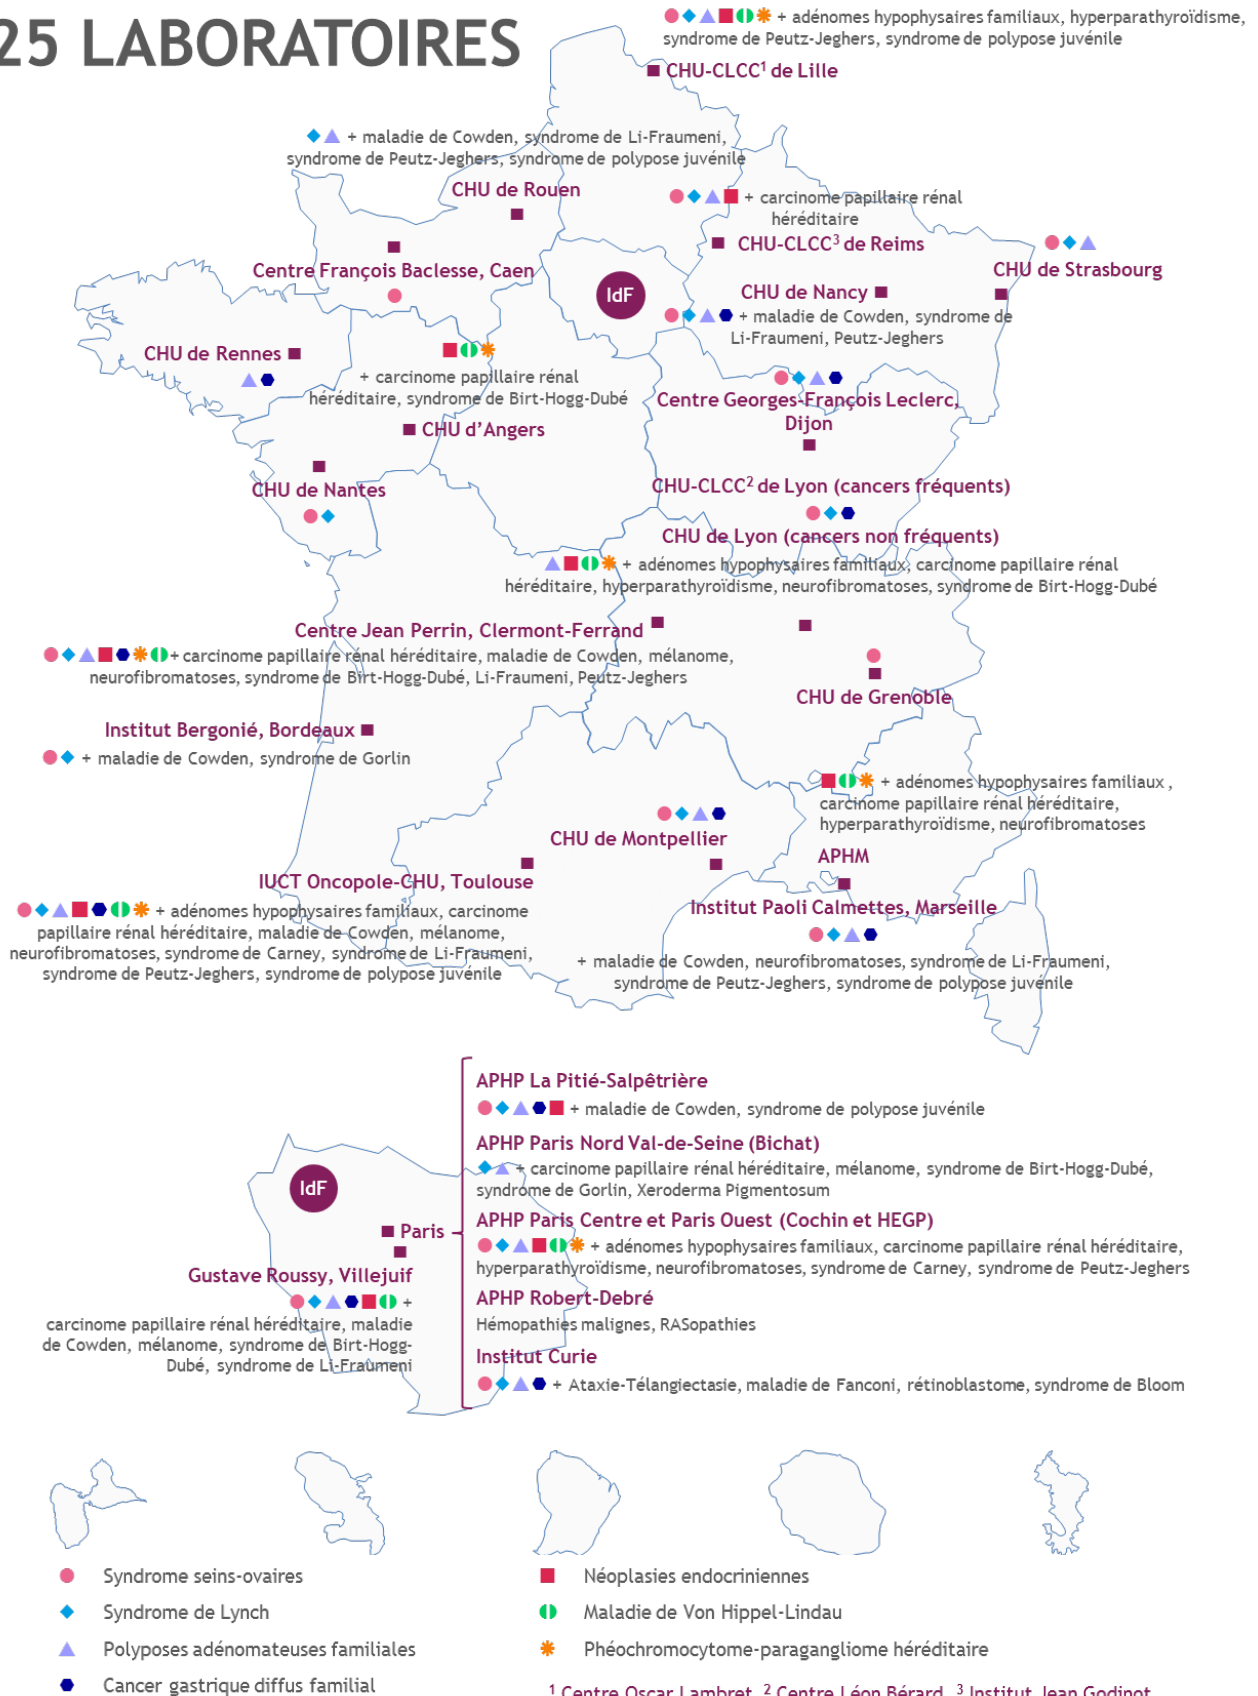 25 LABORATOIRES
+ adénomes hypophysaires familiaux, hyperparathyroïdisme,
syndrome de Peutz-Jeghers, syndrome de polypose juvénile
CHU-CLCC¹ de Lille
+ maladie de Cowden, syndrome de Li-Fraumeni,
syndrome de Peutz-Jeghers, syndrome de polypose juvénile
CHU de Rouen
+ carcinome papillaire rénal
héréditaire
CHU-CLCC³ de Reims
CHU de Strasbourg
Centre François Baclesse, Caen
IdF
CHU de Nancy
+ maladie de Cowden, syndrome de
Li-Fraumeni, Peutz-Jeghers
CHU de Rennes
+ carcinome papillaire rénal
héréditaire, syndrome de Birt-Hogg-Dubé
Centre Georges-François Leclerc,
Dijon
CHU d’Angers
CHU de Nantes
CHU-CLCC² de Lyon (cancers fréquents)
CHU de Lyon (cancers non fréquents)
+ adénomes hypophysaires familiaux, carcinome papillaire rénal
héréditaire, hyperparathyroïdisme, neurofibromatoses, syndrome de Birt-Hogg-Dubé
Centre Jean Perrin, Clermont-Ferrand
+ carcinome papillaire rénal héréditaire, maladie de Cowden, mélanome,
neurofibromatoses, syndrome de Birt-Hogg-Dubé, Li-Fraumeni, Peutz-Jeghers
CHU de Grenoble
Institut Bergonié, Bordeaux
+ maladie de Cowden, syndrome de Gorlin
+ adénomes hypophysaires familiaux ,
carcinome papillaire rénal héréditaire,
hyperparathyroïdisme, neurofibromatoses
CHU de Montpellier
APHM
IUCT Oncopole-CHU, Toulouse
+ adénomes hypophysaires familiaux, carcinome
papillaire rénal héréditaire, maladie de Cowden, mélanome,
neurofibromatoses, syndrome de Carney, syndrome de Li-Fraumeni,
syndrome de Peutz-Jeghers, syndrome de polypose juvénile
Institut Paoli Calmettes, Marseille
+ maladie de Cowden, neurofibromatoses, syndrome de Li-Fraumeni,
syndrome de Peutz-Jeghers, syndrome de polypose juvénile
APHP La Pitié-Salpêtrière
+ maladie de Cowden, syndrome de polypose juvénile
APHP Paris Nord Val-de-Seine (Bichat)
+ carcinome papillaire rénal héréditaire, mélanome, syndrome de Birt-Hogg-Dubé,
syndrome de Gorlin, Xeroderma Pigmentosum
IdF
Paris
APHP Paris Centre et Paris Ouest (Cochin et HEGP)
+ adénomes hypophysaires familiaux, carcinome papillaire rénal héréditaire,
hyperparathyroïdisme, neurofibromatoses, syndrome de Carney, syndrome de Peutz-Jeghers
Gustave Roussy, Villejuif
+
carcinome papillaire rénal héréditaire, maladie
de Cowden, mélanome, syndrome de Birt-Hogg-
Dubé, syndrome de Li-Fraumeni
APHP Robert-Debré
Hémopathies malignes, RASopathies
Institut Curie
+ Ataxie-Télangiectasie, maladie de Fanconi, rétinoblastome, syndrome de Bloom
Syndrome seins-ovaires
Syndrome de Lynch
Polyposes adénomateuses familiales
Cancer gastrique diffus familial
Néoplasies endocriniennes
Maladie de Von Hippel-Lindau
Phéochromocytome-paragangliome héréditaire
¹ Centre Oscar Lambret ² Centre Léon Bérard ³ Institut Jean Godinot